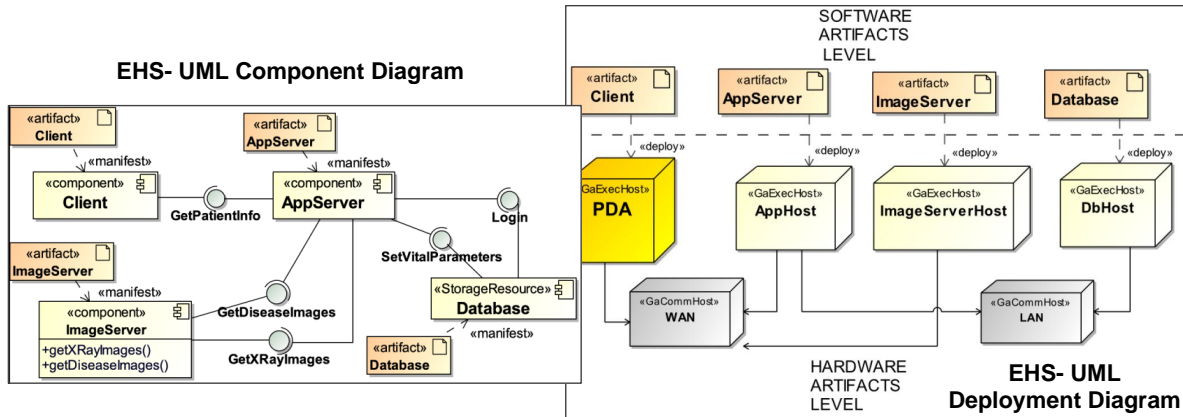 EHS- UML Component Diagram
«artifact»
Client
«manifest»
«component»
Client
GetPatientInfo
«artifact»
AppServer
«manifest»
«component»
AppServer
Login
SetVitalParameters
«artifact»
ImageServer
«manifest»
«component»
ImageServer
+getXRayImages()
+getDiseaseImages()
GetDiseaseImages
GetXRayImages
«StorageResource»
Database
«manifest»
«artifact»
Database
SOFTWARE
ARTIFACTS
LEVEL
«artifact»
Client
«artifact»
AppServer
«artifact»
ImageServer
«artifact»
Database
«deploy»
«deploy»
«deploy»
«deploy»
GaExecHost»
PDA
«GaExecHost»
AppHost
«GaExecHost»
ImageServerHost
«GaExecHost»
DbHost
«GaCommHost»
WAN
«GaCommHost»
LAN
HARDWARE
ARTIFACTS
LEVEL
EHS- UML
Deployment Diagram